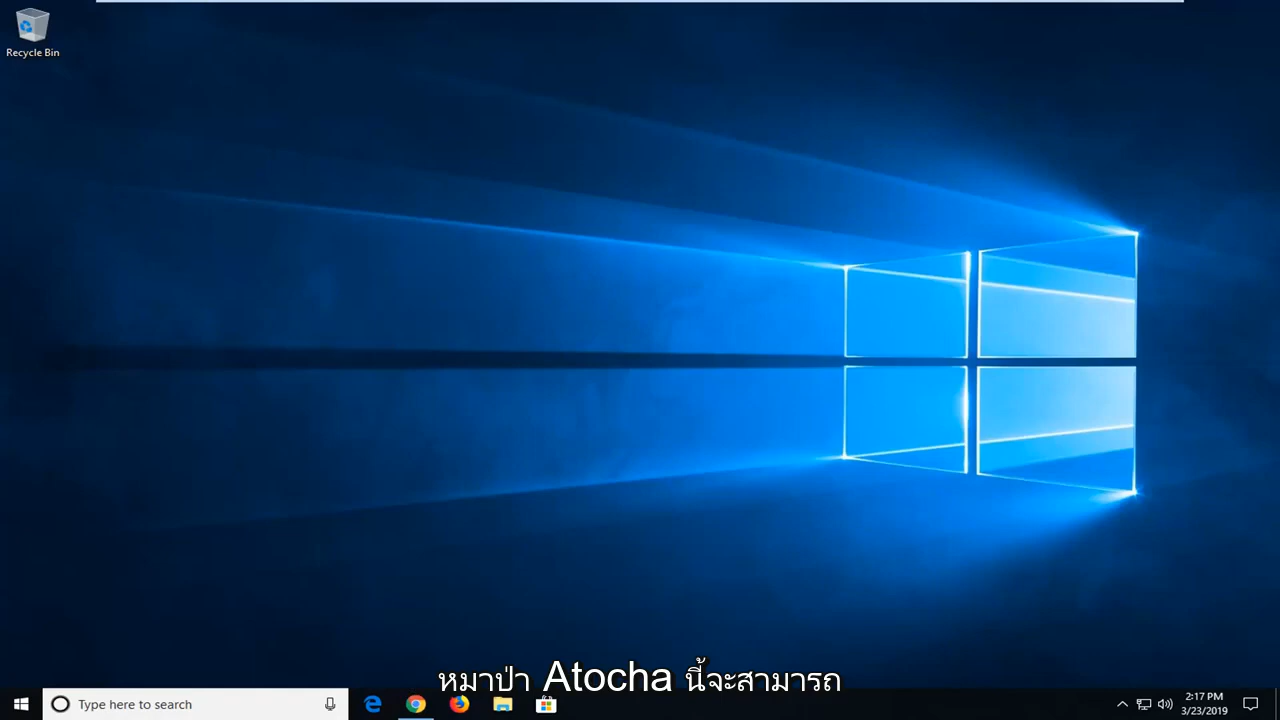 Recycle Bin
หมาป่า Atocha นี้จะสามารถ
Type here to search
2:17 PM
3/23/2019